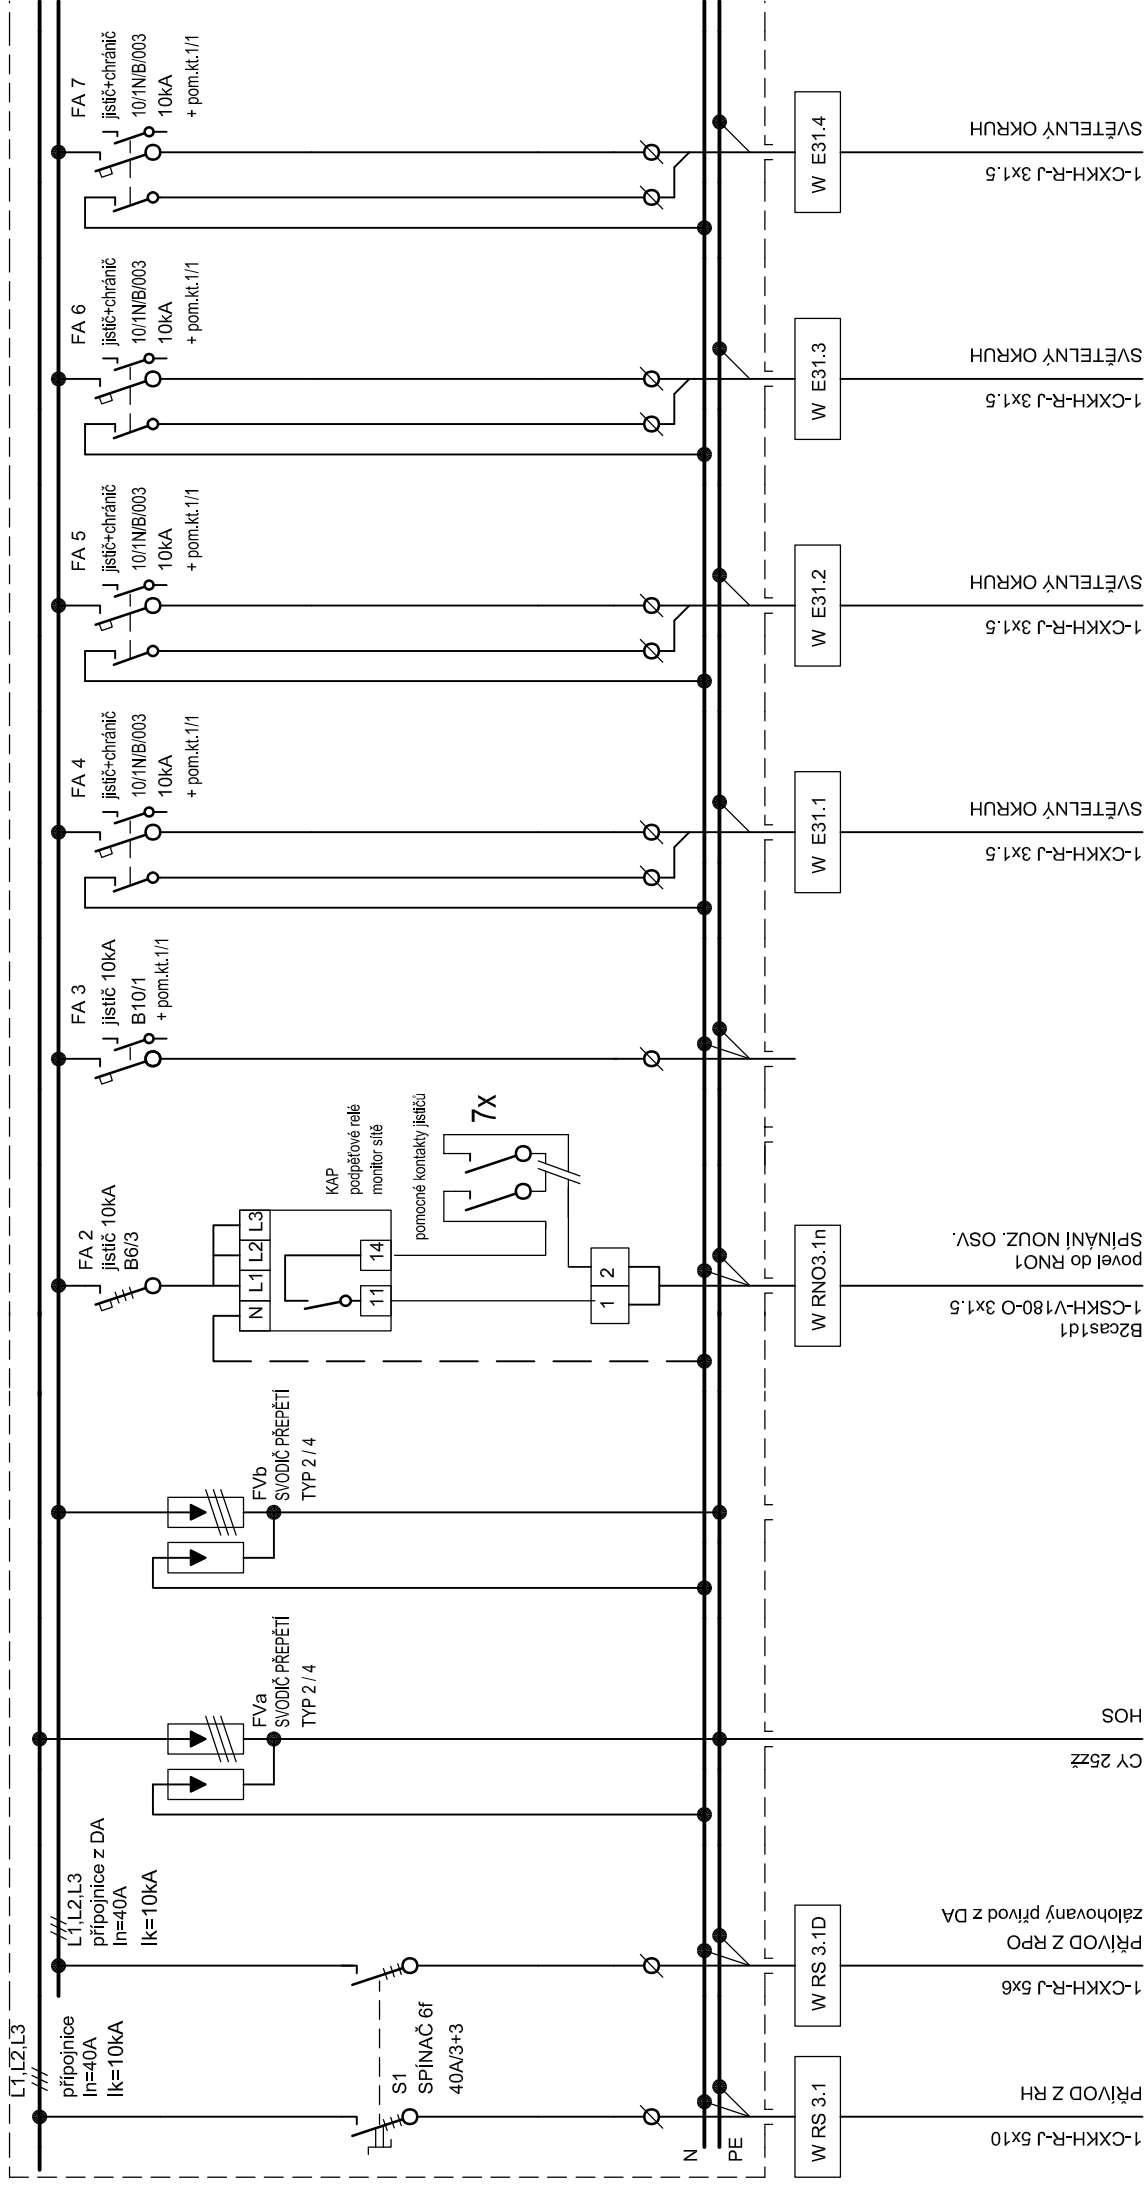 L1,L2,L3
přípojnice
In=40A
Ik=10kA
L1,L2,L3
přípojnice z DA
In=40A
Ik=10kA
S1
SPÍNAČ 6f
40A/3+3
N
PE
FVa
SVODIČ PŘEPĚTÍ
TYP 2 / 4
FVb
SVODIČ PŘEPĚTÍ
TYP 2 / 4
FA 2
jistič 10kA
B6/3
N
L1
L2
L3
11
14
KAP
podpěťové relé
monitor sítě
pomocné kontakty jističů
7x
1
2
FA 3
jistič 10kA
B10/1
+ pom.kt.1/1
FA 4
jistič+chránič
10/1N/B/003
10kA
+ pom.kt.1/1
FA 5
jistič+chránič
10/1N/B/003
10kA
+ pom.kt.1/1
FA 6
jistič+chránič
10/1N/B/003
10kA
+ pom.kt.1/1
FA 7
jistič+chránič
10/1N/B/003
10kA
+ pom.kt.1/1
W RS 3.1
1-CXKH-R-J 5x10
PŘÍVOD Z RH
W RS 3.1D
1-CXKH-R-J 5x6
PŘÍVOD Z RPO
zálohovaný přívod z DA
CY 25zž
HOS
W RNO3.1n
B2cas1d1
1-CSKH-V180-O 3x1.5
povel do RNO1
SPÍNÁNÍ NOUZ. OSV.
W E31.1
1-CXKH-R-J 3x1.5
SVĚTELNÝ OKRUH
W E31.2
1-CXKH-R-J 3x1.5
SVĚTELNÝ OKRUH
W E31.3
1-CXKH-R-J 3x1.5
SVĚTELNÝ OKRUH
W E31.4
1-CXKH-R-J 3x1.5
SVĚTELNÝ OKRUH